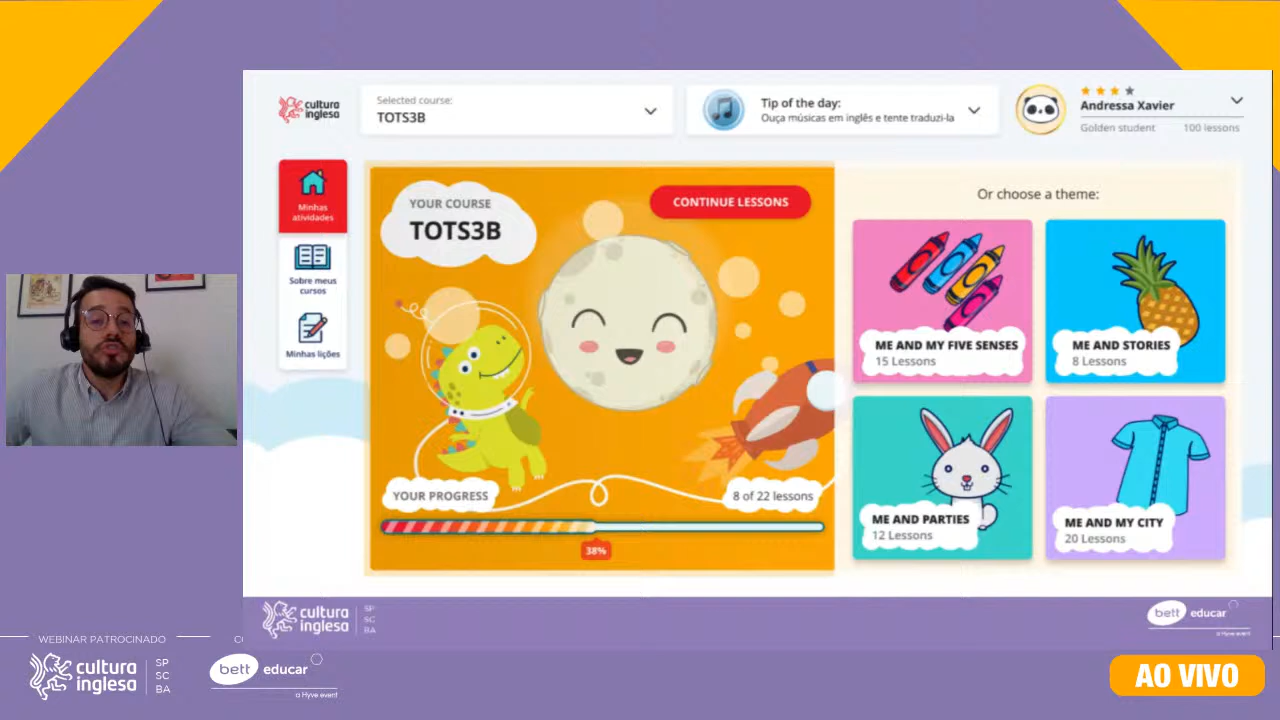 cultura
inglesa
Selected course:
TOTS3B
Tip of the day:
Ouça músicas em inglês e tente traduzi-la
Andressa Xavier
Golden student
100 lessons
Minhas
atividades
Sobre meus
cursos
Minhas lições
YOUR COURSE
TOTS3B
CONTINUE LESSONS
YOUR PROGRESS
8 of 22 lessons
38%
Or choose a theme:
ME AND MY FIVE SENSES
15 Lessons
ME AND STORIES
8 Lessons
ME AND PARTIES
12 Lessons
ME AND MY CITY
20 Lessons
cultura
inglesa
SP
SC
BA
bett educar
a Hyve event
WEBINAR PATROCINADO
cultura
inglesa
SP
SC
BA
bett educar
a Hyve event
AO VIVO